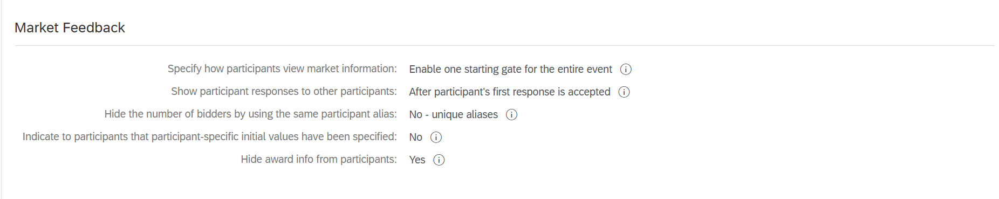 Market Feedback
Specify how participants view market information: Enable one starting gate for the entire event
Show participant responses to other participants: After participant's first response is accepted
Hide the number of bidders by using the same participant alias: No - unique aliases
Indicate to participants that participant-specific initial values have been specified: No
Hide award info from participants: Yes